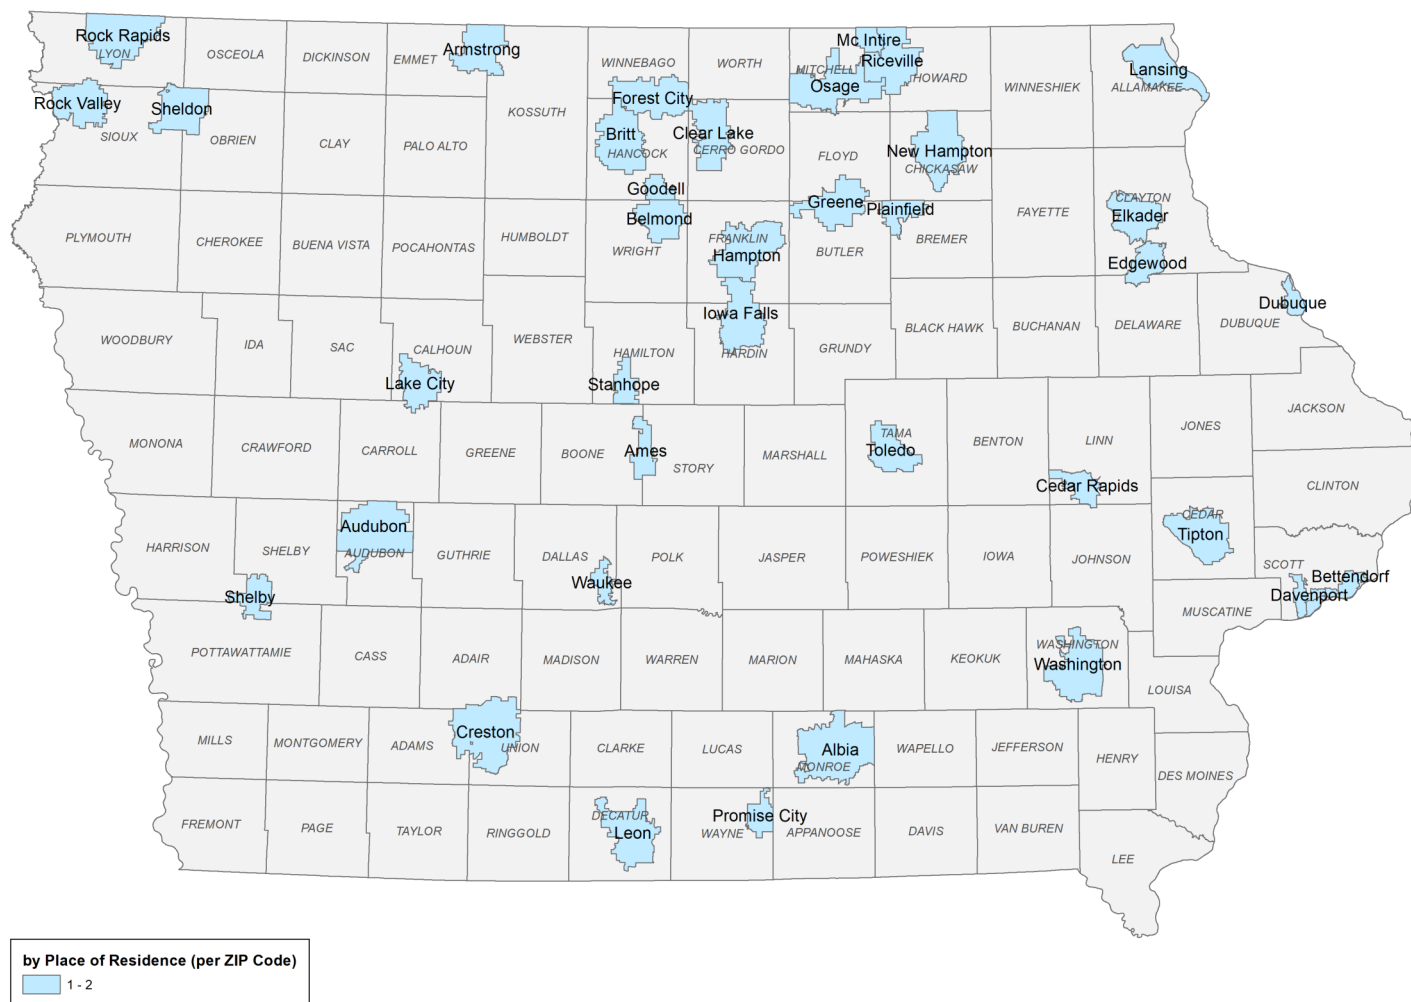 Rock Rapids
LYON
OSCEOLA
DICKINSON
EMMET
Armstrong
WINNEBAGO
WORTH
Mc Intire
MITCHELL
Riceville
Osage
HOWARD
WINNESHIEK
Lansing
ALLAMAKEE
Rock Valley
Sheldon
SIOUX
OBRIEN
CLAY
PALO ALTO
KOSSUTH
Forest City
Britt
HANCOCK
Clear Lake
CERRO GORDO
FLOYD
New Hampton
CHICKASAW
Goodell
Belmond
Greene
Plainfield
FAYETTE
CLAYTON
Elkader
Edgewood
PLYMOUTH
CHEROKEE
BUENA VISTA
POCAHONTAS
HUMBOLDT
WRIGHT
FRANKLIN
Hampton
BUTLER
BREMER
Dubuque
DUBUQUE
WOODBURY
IDA
SAC
CALHOUN
Lake City
WEBSTER
HAMILTON
Stanhope
Iowa Falls
HARDIN
GRUNDY
BLACK HAWK
BUCHANAN
DELAWARE
JACKSON
MONONA
CRAWFORD
CARROLL
GREENE
BOONE
Ames
STORY
MARSHALL
TAMA
Toledo
BENTON
LINN
Cedar Rapids
JONES
CLINTON
HARRISON
SHELBY
Shelby
Audubon
AUDUBON
GUTHRIE
DALLAS
Waukee
POLK
JASPER
POWESHIEK
IOWA
JOHNSON
CEDAR
Tipton
SCOTT
Bettendorf
Davenport
MUSCATINE
POTTAWATTAMIE
CASS
ADAIR
MADISON
WARREN
MARION
MAHASKA
KEOKUK
WASHINGTON
Washington
LOUISA
MILLS
MONTGOMERY
ADAMS
Creston
UNION
CLARKE
LUCAS
Albia
MONROE
WAPELLO
JEFFERSON
HENRY
DES MOINES
FREMONT
PAGE
TAYLOR
RINGGOLD
DECATUR
Leon
Promise City
WAYNE
APPANOOSE
DAVIS
VAN BUREN
LEE
by Place of Residence (per ZIP Code)
1 - 2